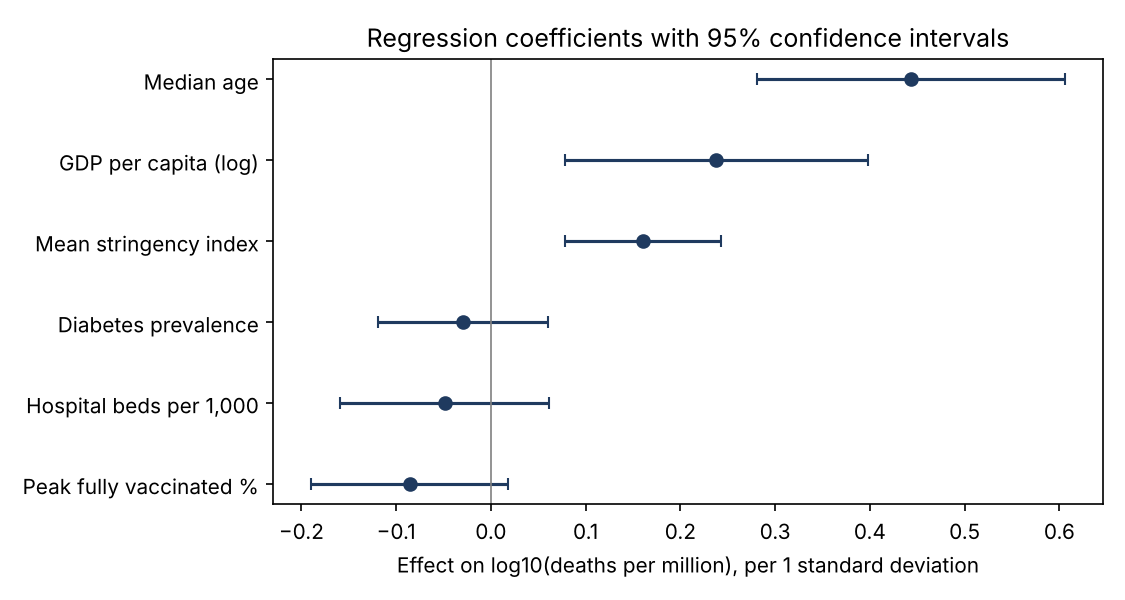 Regression coefficients with 95% confidence intervals
Median age
GDP per capita (log)
Mean stringency index
Diabetes prevalence
Hospital beds per 1,000
Peak fully vaccinated %
−0.2 −0.1 0.0 0.1 0.2 0.3 0.4 0.5 0.6
Effect on log10(deaths per million), per 1 standard deviation